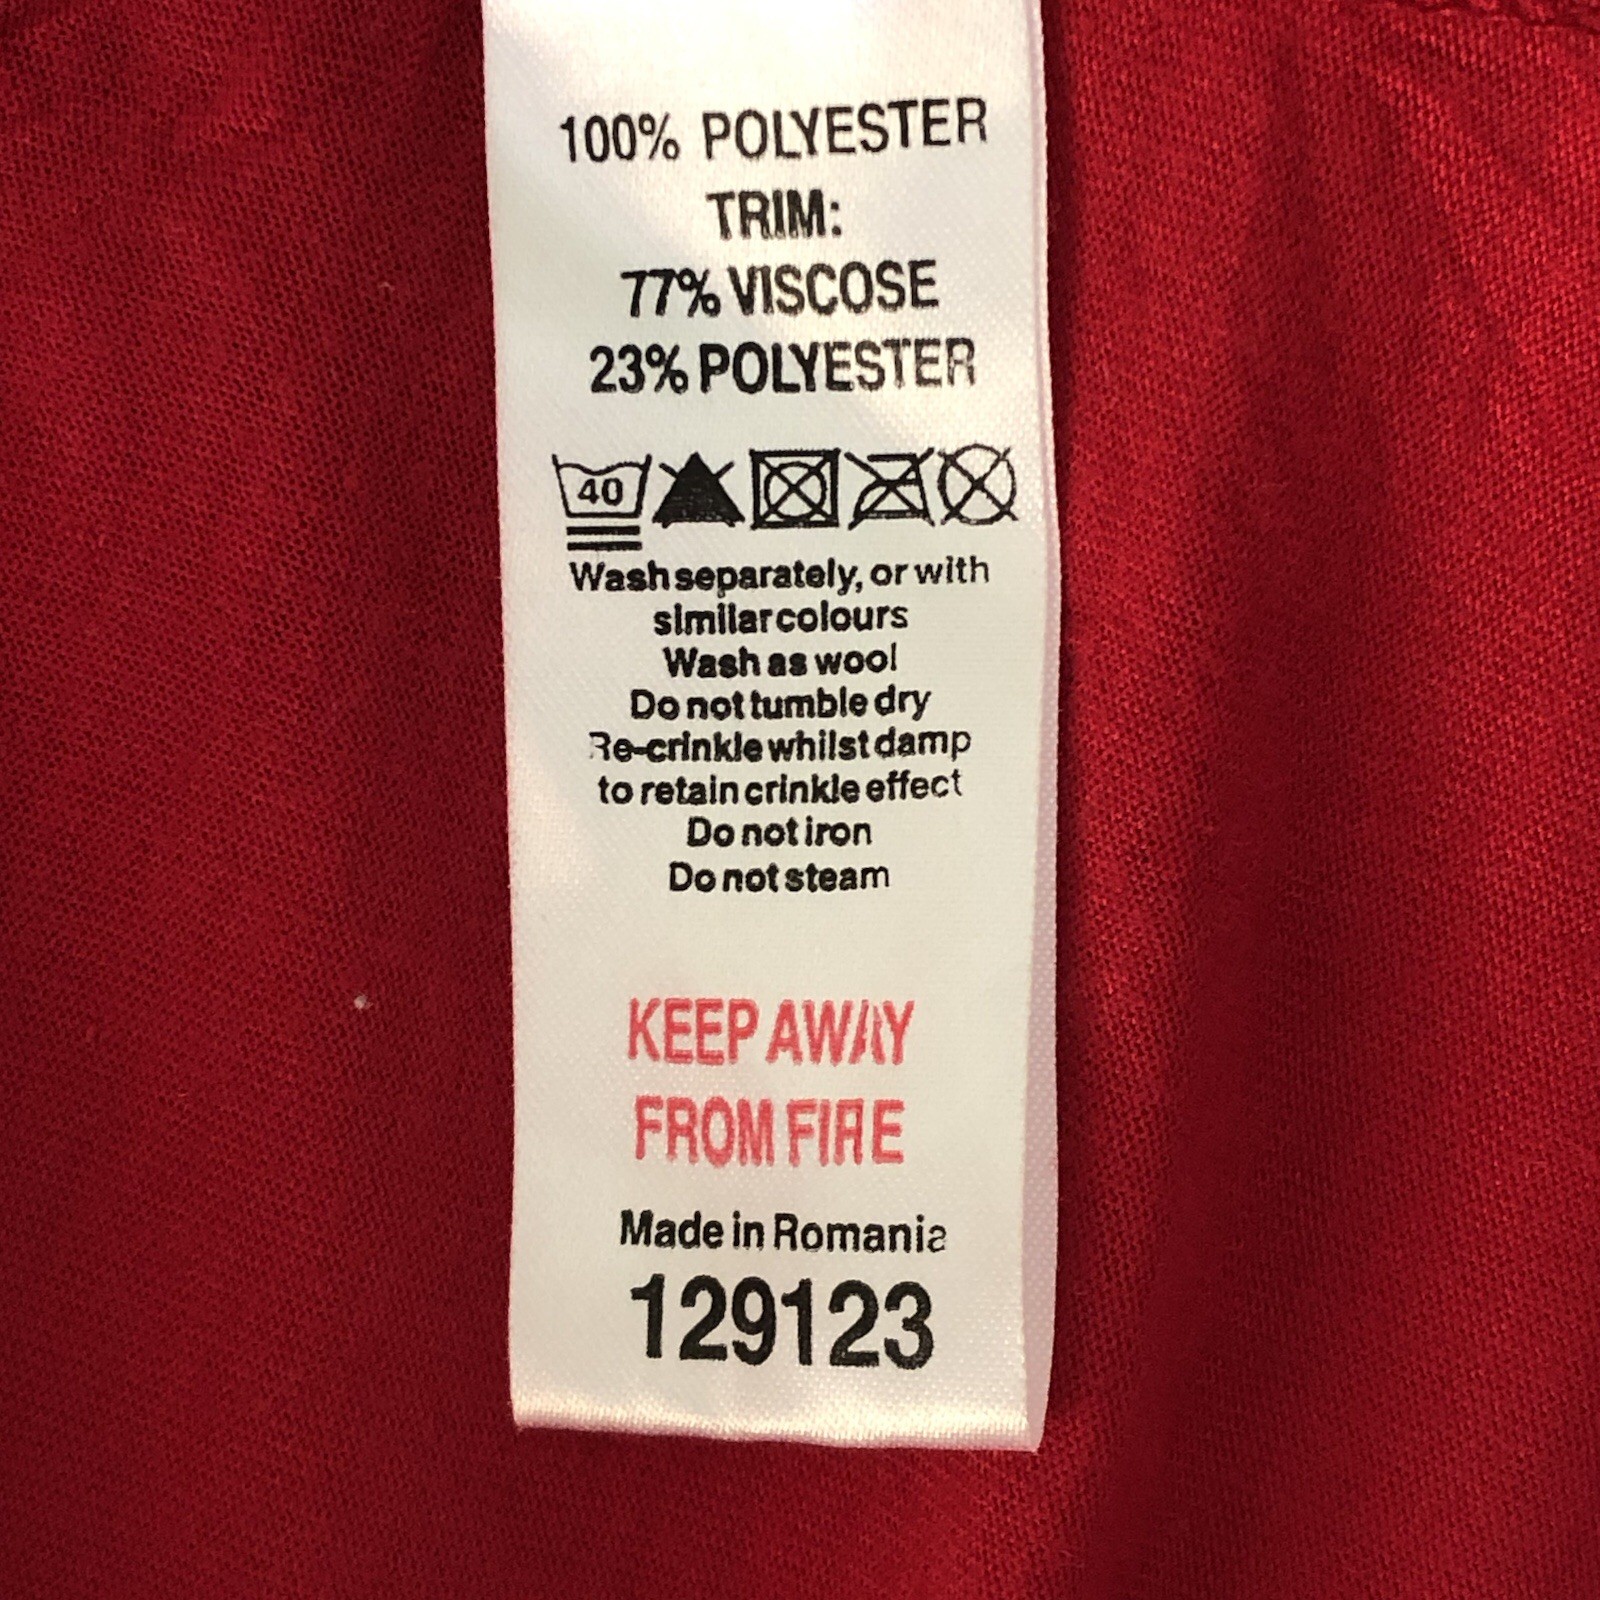 100% POLYESTER
TRIM:
77% VISCOSE
23% POLYESTER
40
Wash separately, or with
similar colours
Wash as wool
Do not tumble dry
Re-crinkle whilst damp
to retain crinkle effect
Do not iron
Do not steam
KEEP AWAY
FROM FIRE
Made in Romania
129123